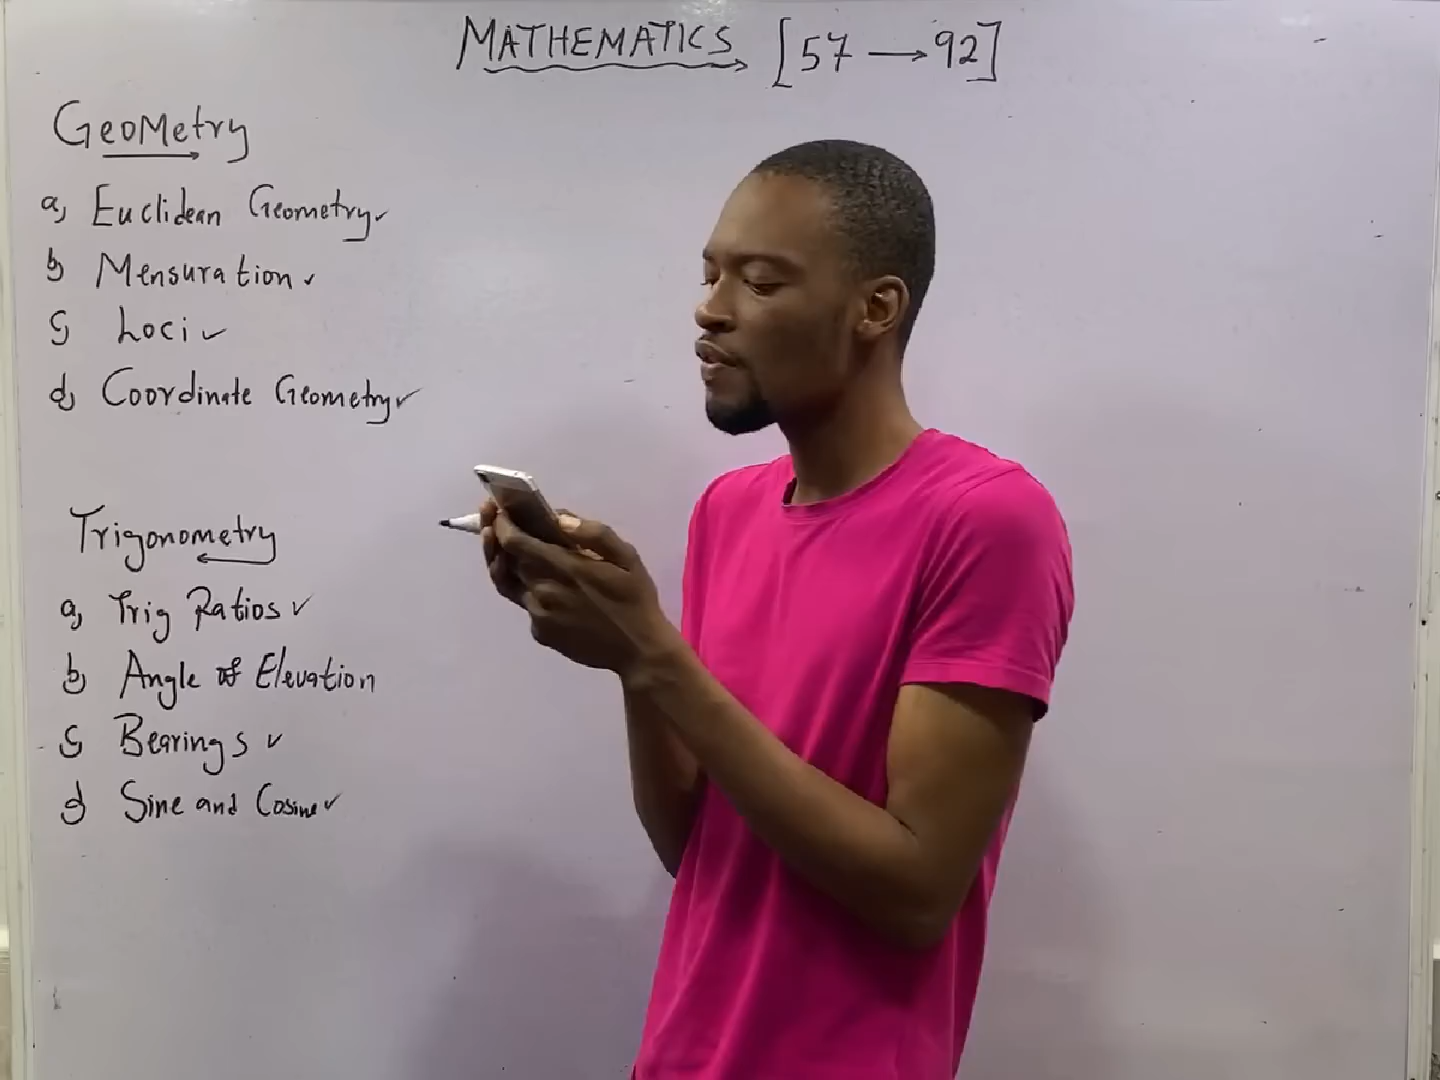 MATHEMATICS [57 → 92]
GeoMetry
a, Euclidean Geometry ✓
b, Mensuration ✓
c, Loci ✓
d, Coordinate Geometry ✓
Trigonometry
a, Trig Ratios ✓
b, Angle of Elevation
c, Bearings ✓
d, Sine and Cosine ✓